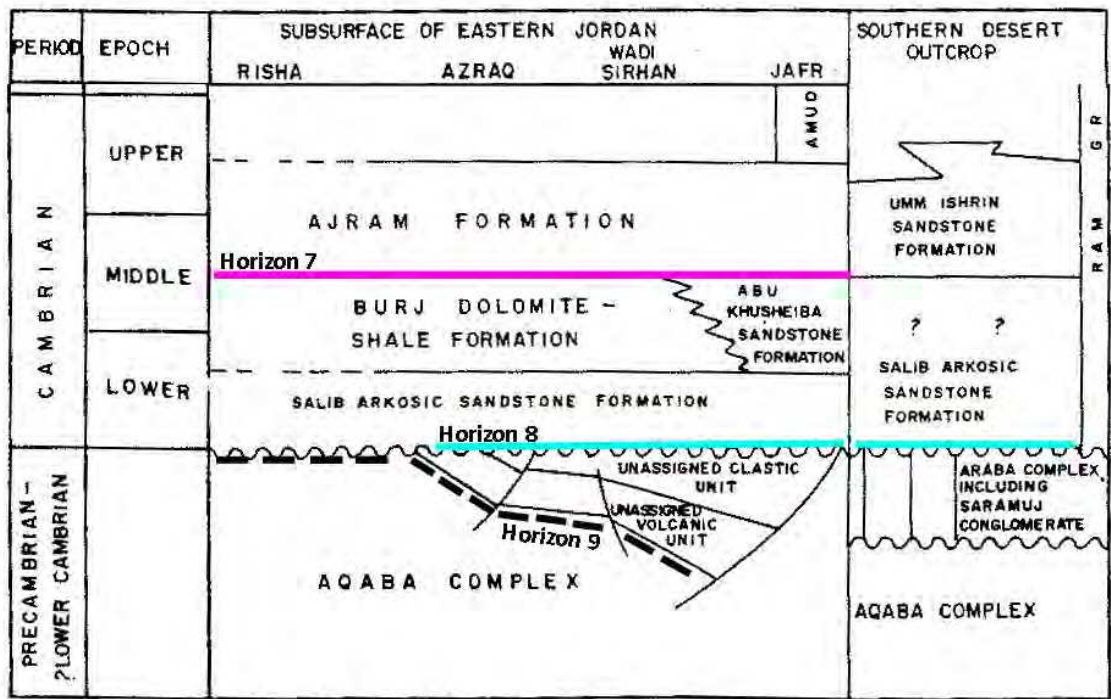 PERIOD
EPOCH
SUBSURFACE OF EASTERN JORDAN
RISHA
AZRAQ
WADI
SIRHAN
JAFR
SOUTHERN DESERT
OUTCROP
CAMBRIAN
UPPER
MIDDLE
LOWER
AMUD
AJRAM FORMATION
Horizon 7
BURJ DOLOMITE -
SHALE FORMATION
ABU
KHUSHEIBA
SANDSTONE
FORMATION
SALIB ARKOSIC SANDSTONE FORMATION
Horizon 8
UMM ISHRIN
SANDSTONE
FORMATION
RAM GR
? ?
SALIB ARKOSIC
SANDSTONE
FORMATION
PRECAMBRIAN -
?LOWER CAMBRIAN
UNASSIGNED CLASTIC
UNIT
UNASSIGNED
VOLCANIC
UNIT
Horizon 9
AQABA COMPLEX
ARABA COMPLEX
INCLUDING
SARAMUJ
CONGLOMERATE
AQABA COMPLEX